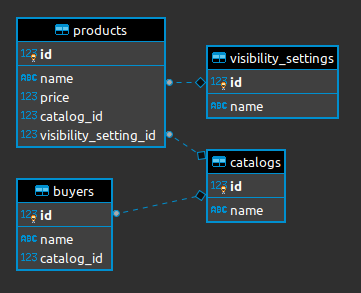 products
123 id
ABC name
123 price
123 catalog_id
123 visibility_setting_id
visibility_settings
123 id
ABC name
catalogs
123 id
ABC name
buyers
123 id
ABC name
123 catalog_id